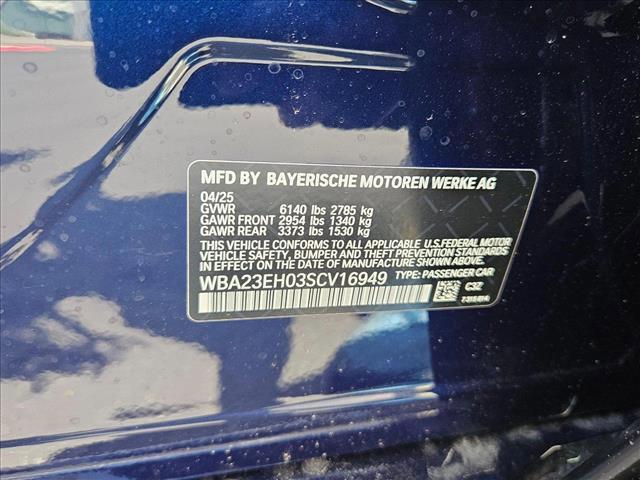 MFD BY BAYERISCHE MOTOREN WERKE AG
04/25
GVWR 6140 lbs 2785 kg
GAWR FRONT 2954 lbs 1340 kg
GAWR REAR 3373 lbs 1530 kg
THIS VEHICLE CONFORMS TO ALL APPLICABLE U.S.FEDERAL MOTOR
VEHICLE SAFETY, BUMPER AND THEFT PREVENTION STANDARDS
IN EFFECT ON THE DATE OF MANUFACTURE SHOWN ABOVE.
WBA23EH03SCV16949 TYPE: PASSENGER CAR
C3Z